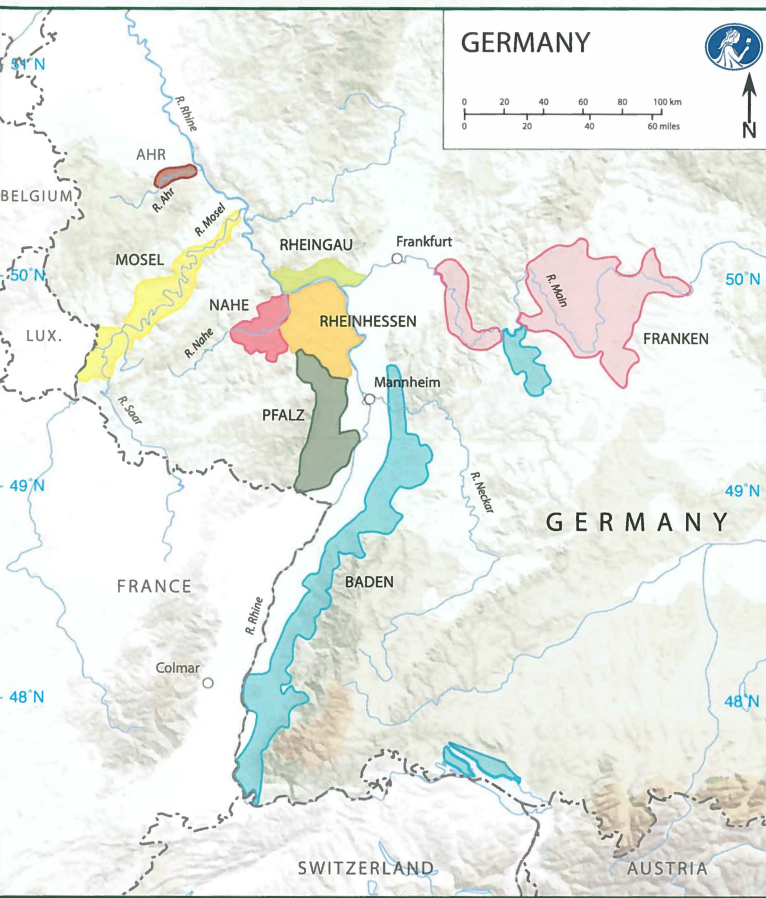 GERMANY
0 20 40 60 80 100 km
0 20 40 60 miles
N
51°N
R. Rhine
AHR
R. Ahr
BELGIUM
R. Mosel
MOSEL
RHEINGAU
Frankfurt
50°N
50°N
R. Main
NAHE
RHEINHESSEN
FRANKEN
LUX.
R. Nahe
Mannheim
PFALZ
R. Saar
49°N
49°N
R. Neckar
GERMANY
FRANCE
BADEN
R. Rhine
Colmar
48°N
48°N
SWITZERLAND
AUSTRIA